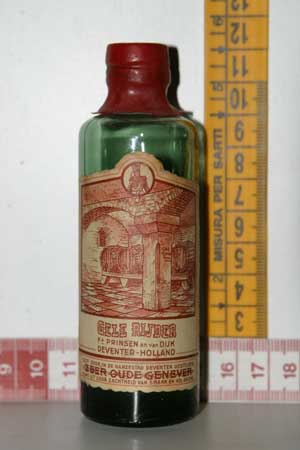 GELE RIJDER
Fa PRINSEN en van DIJK
DEVENTER-HOLLAND
ZEER OUDE GENEVER
MISURA PER SARTI
13
12
11
10
9
8
7
6
5
4
3
2
9 10 11 16 17 18